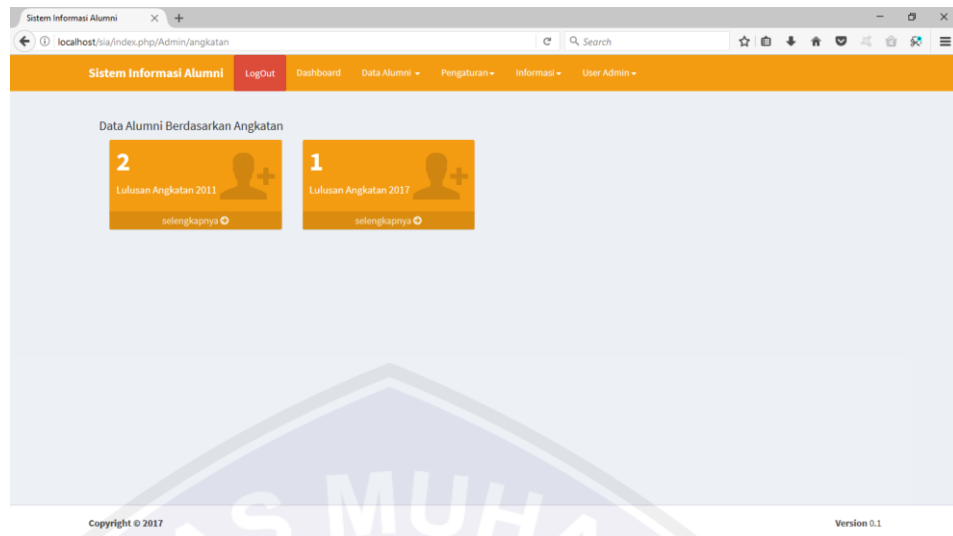 Sistem Informasi Alumni
localhost/sia/index.php/Admin/angkatan
Search
Sistem Informasi Alumni LogOut Dashboard Data Alumni Pengaturan Informasi User Admin
Data Alumni Berdasarkan Angkatan
2
Lulusan Angkatan 2011
selengkapnya
1
Lulusan Angkatan 2017
selengkapnya
S MUHA
Copyright © 2017 Version 0.1